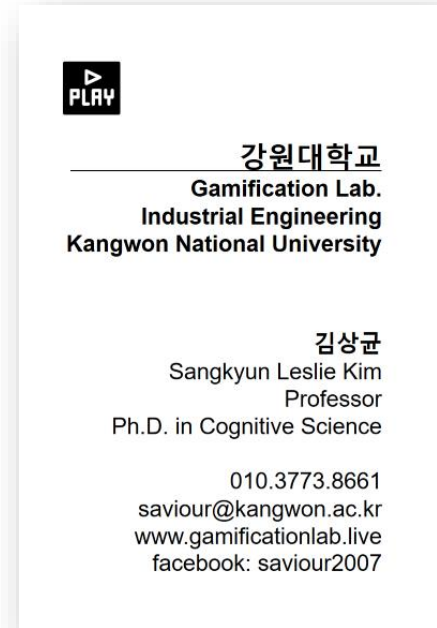 PLAY
강원대학교
Gamification Lab.
Industrial Engineering
Kangwon National University
김상균
Sangkyun Leslie Kim
Professor
Ph.D. in Cognitive Science
010.3773.8661
saviour@kangwon.ac.kr
www.gamificationlab.live
facebook: saviour2007